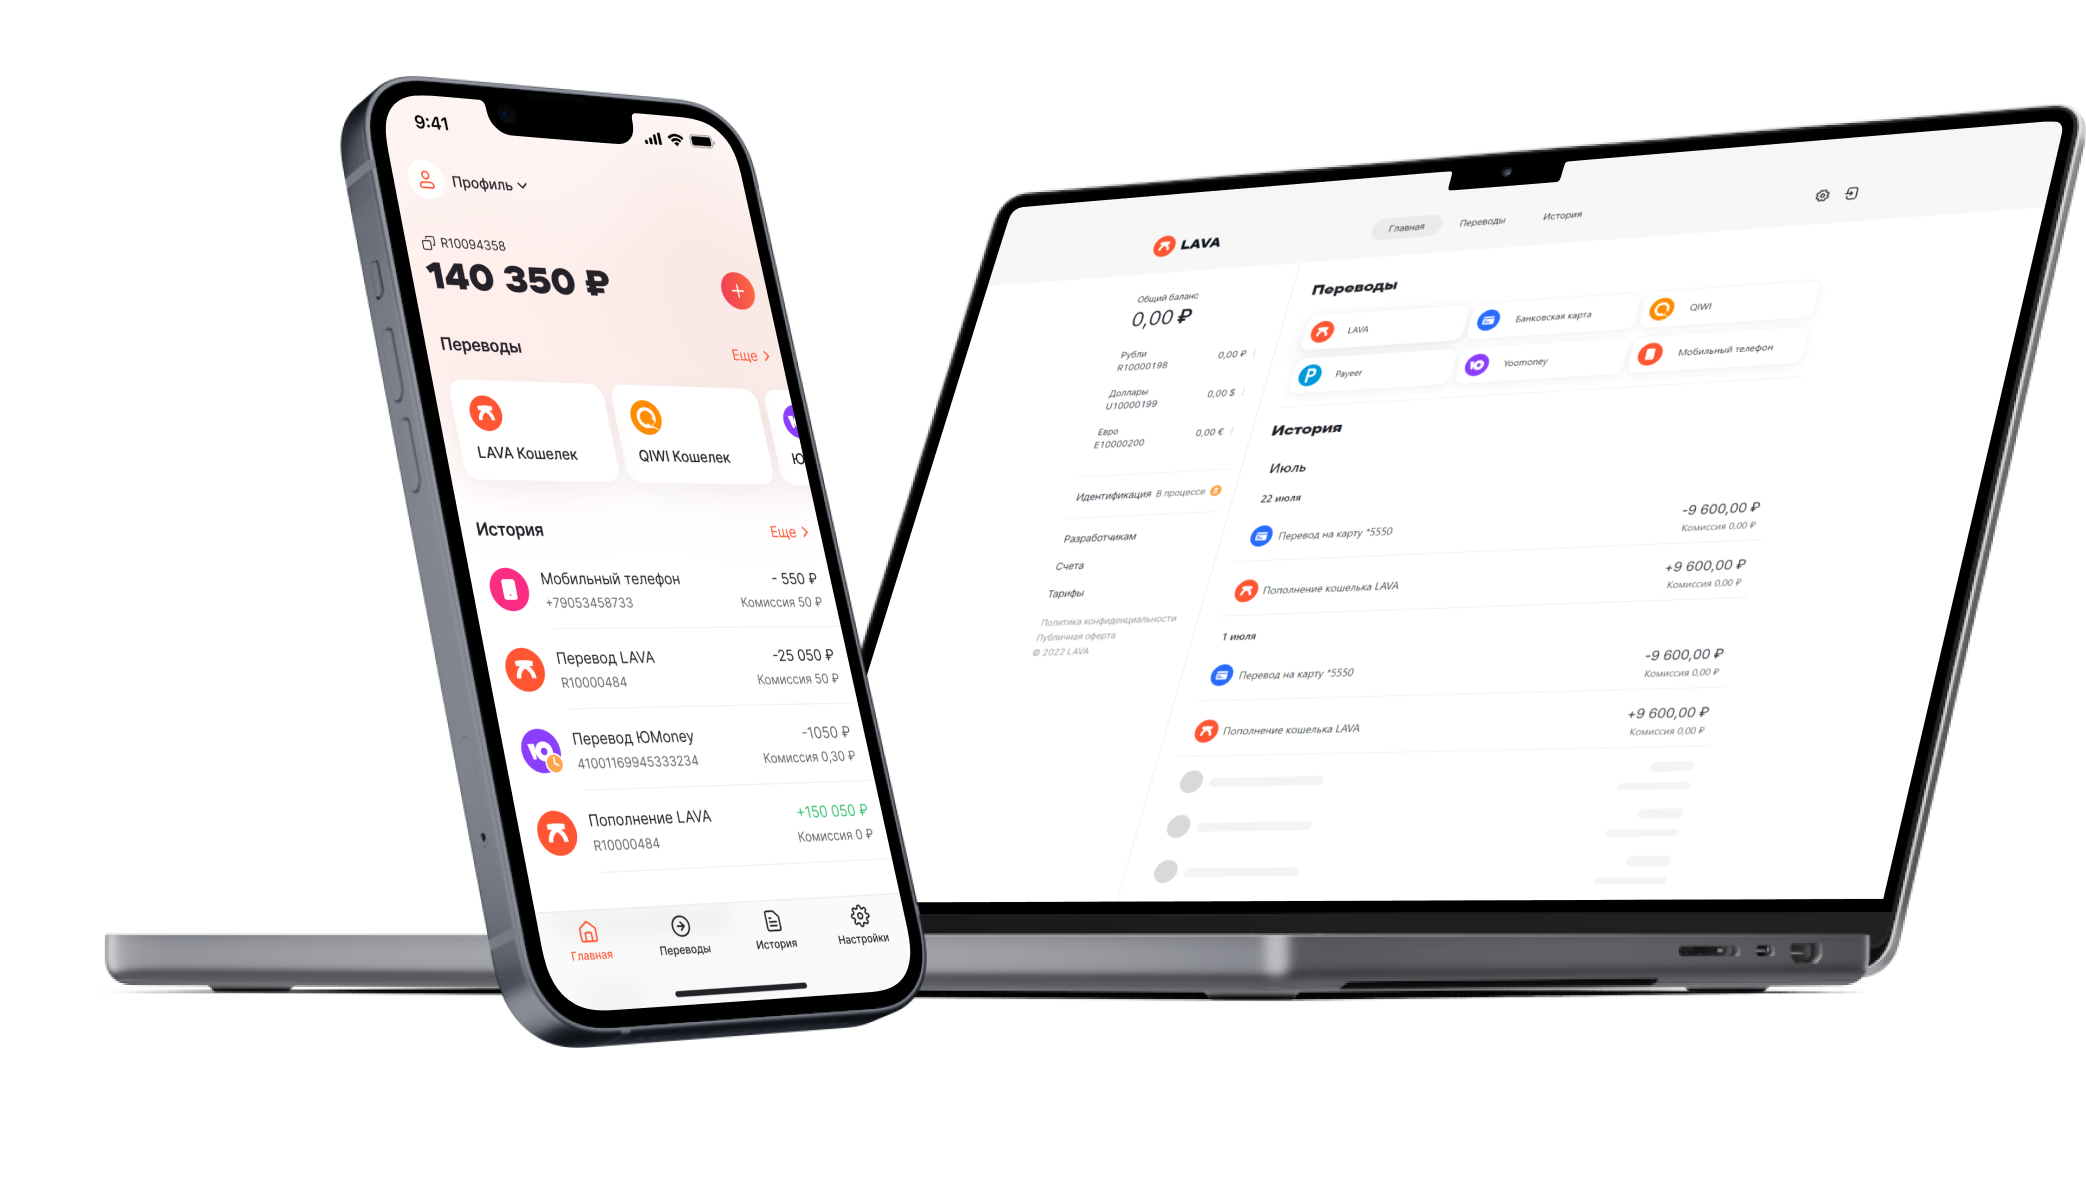 9:41
Профиль
R10094358
140 350 ₽
Переводы
Еще
LAVA Кошелек
QIWI Кошелек
История
Еще
Мобильный телефон
- 550 ₽
+79053458733
Комиссия 50 ₽
Перевод LAVA
-25 050 ₽
R10000484
Комиссия 50 ₽
Перевод ЮMoney
-1050 ₽
41001169945333234
Комиссия 0,30 ₽
Пополнение LAVA
+150 050 ₽
R10000484
Комиссия 0 ₽
Главная
Переводы
История
Настройки
LAVA
Главная
Переводы
История
Общий баланс
0,00 ₽
Рубли
R10000198
0,00 ₽
Доллары
U10000199
0,00 $
Евро
E10000200
0,00 €
Идентификация В процессе
Разработчикам
Счета
Тарифы
Политика конфиденциальности
Публичная оферта
© 2022 LAVA
Переводы
LAVA
Банковская карта
QIWI
Payeer
Yoomoney
Мобильный телефон
История
Июль
22 июля
Перевод на карту *5550
-9 600,00 ₽
Комиссия 0,00 ₽
Пополнение кошелька LAVA
+9 600,00 ₽
Комиссия 0,00 ₽
1 июля
Перевод на карту *5550
-9 600,00 ₽
Комиссия 0,00 ₽
Пополнение кошелька LAVA
+9 600,00 ₽
Комиссия 0,00 ₽